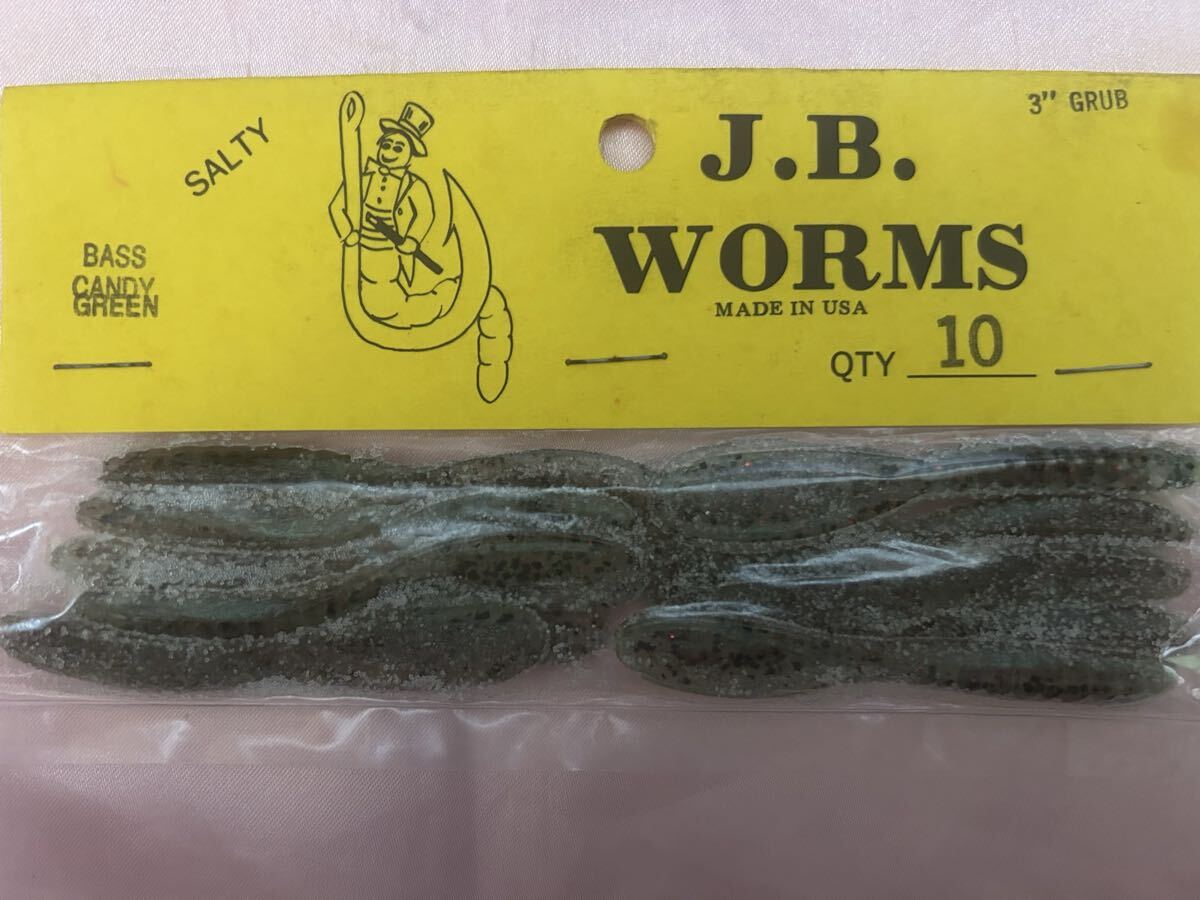 3" GRUB
SALTY
J.B.
WORMS
MADE IN USA
BASS
CANDY
GREEN
QTY 10